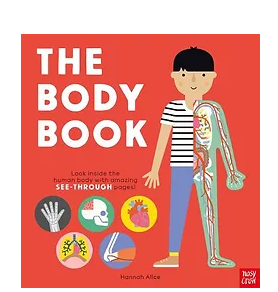 THE
BODY
BOOK
Look inside the
human body with amazing
SEE-THROUGH pages!
Hannah Alice
nosy
crow